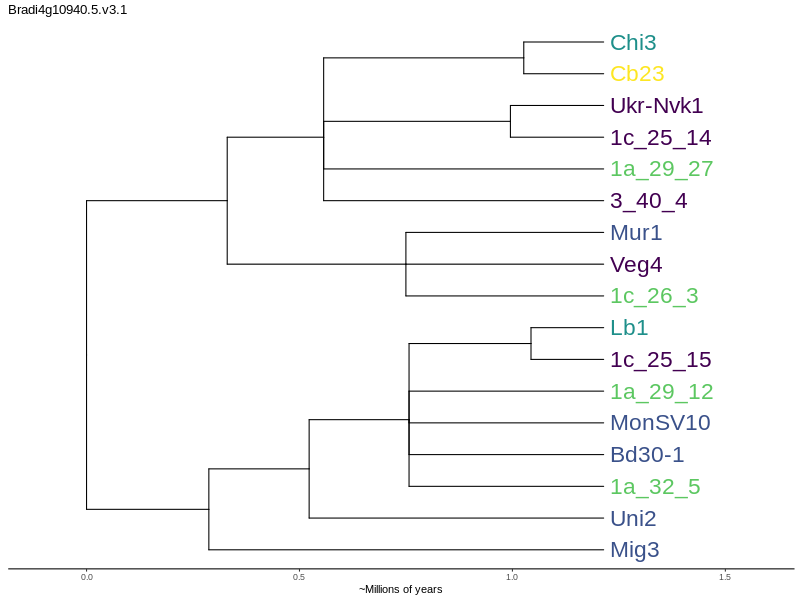 Bradi4g10940.5.v3.1
Chi3
Cb23
Ukr-Nvk1
1c_25_14
1a_29_27
3_40_4
Mur1
Veg4
1c_26_3
Lb1
1c_25_15
1a_29_12
MonSV10
Bd30-1
1a_32_5
Uni2
Mig3
0.0 0.5 1.0 1.5
~Millions of years